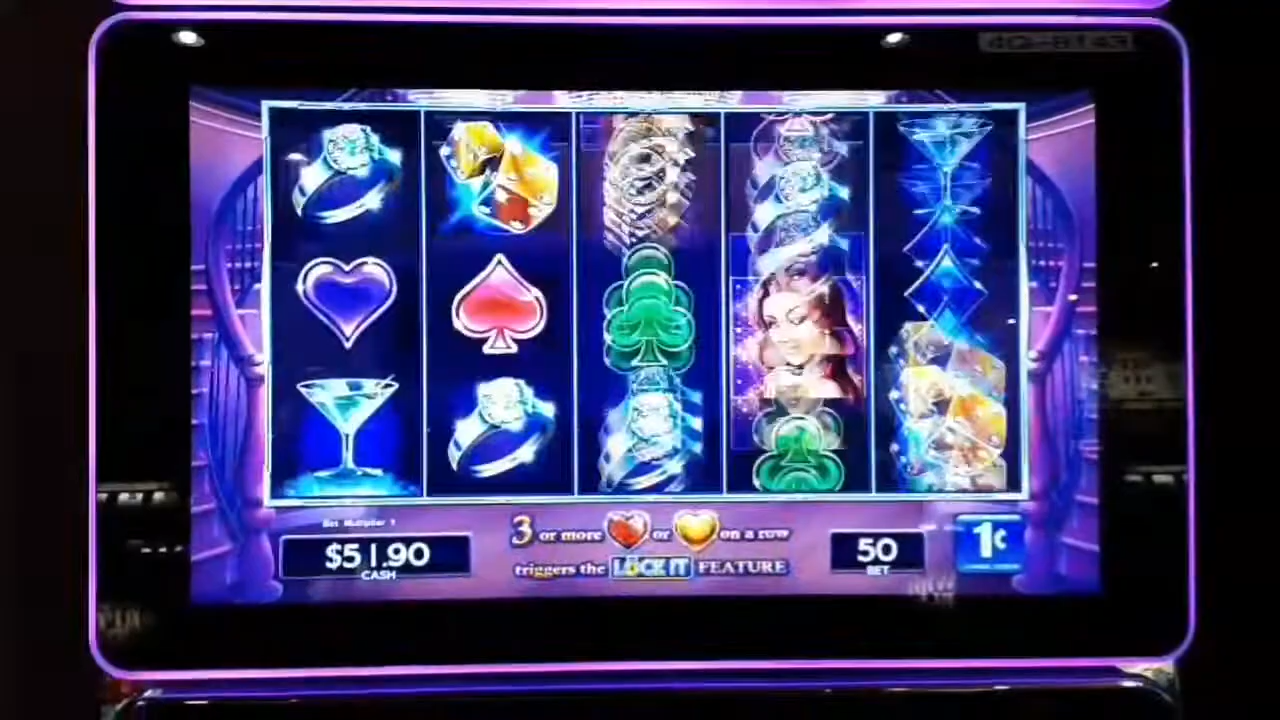 Bet Multiplier 1
$51.90
CASH
3 or more or on a row
triggers the LOCK IT FEATURE
50
BET
1¢